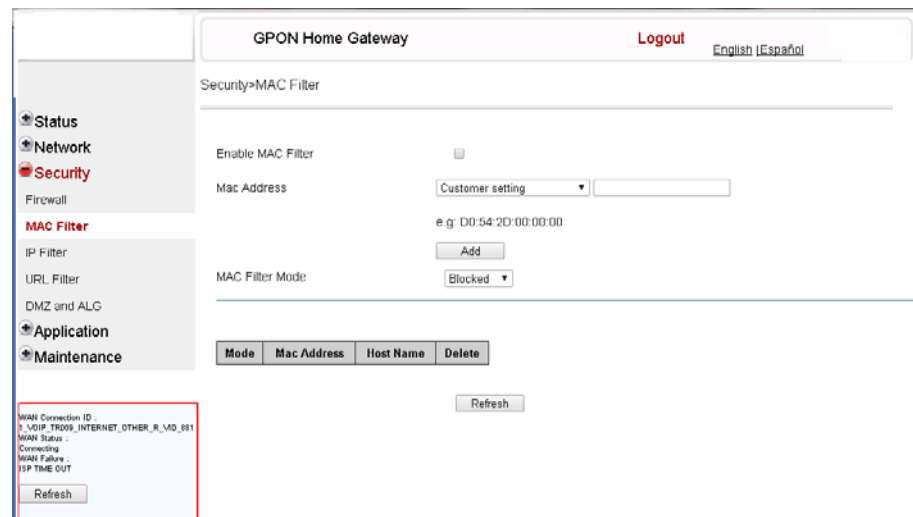 GPON Home Gateway
Logout
English |Español
Security>MAC Filter
Status
Network
Security
Firewall
MAC Filter
IP Filter
URL Filter
DMZ and ALG
Application
Maintenance
Enable MAC Filter
Mac Address
Customer setting
e.g: D0:54:2D:00:00:00
Add
MAC Filter Mode
Blocked
Mode Mac Address Host Name Delete
Refresh
WAN Connection ID :
1_VOIP_TR069_INTERNET_OTHER_R_VID_881
WAN Status :
Connecting
WAN Failure :
ISP TIME OUT
Refresh